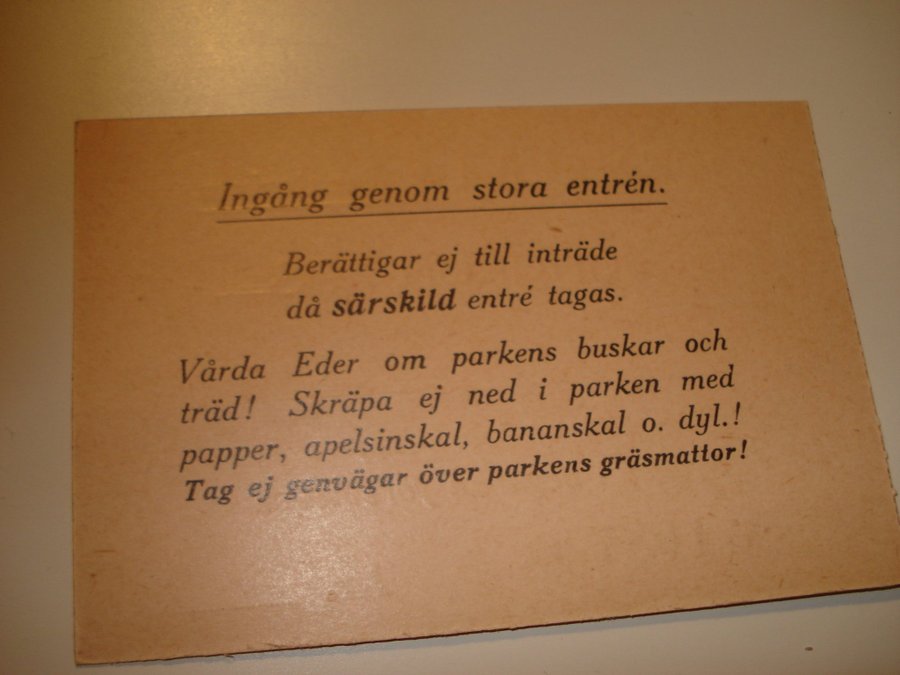 Ingång genom stora entrén.
Berättigar ej till inträde
då särskild entré tagas.
Vårda Eder om parkens buskar och
träd! Skräpa ej ned i parken med
papper, apelsinskal, bananskal o. dyl.!
Tag ej genvägar över parkens gräsmattor!